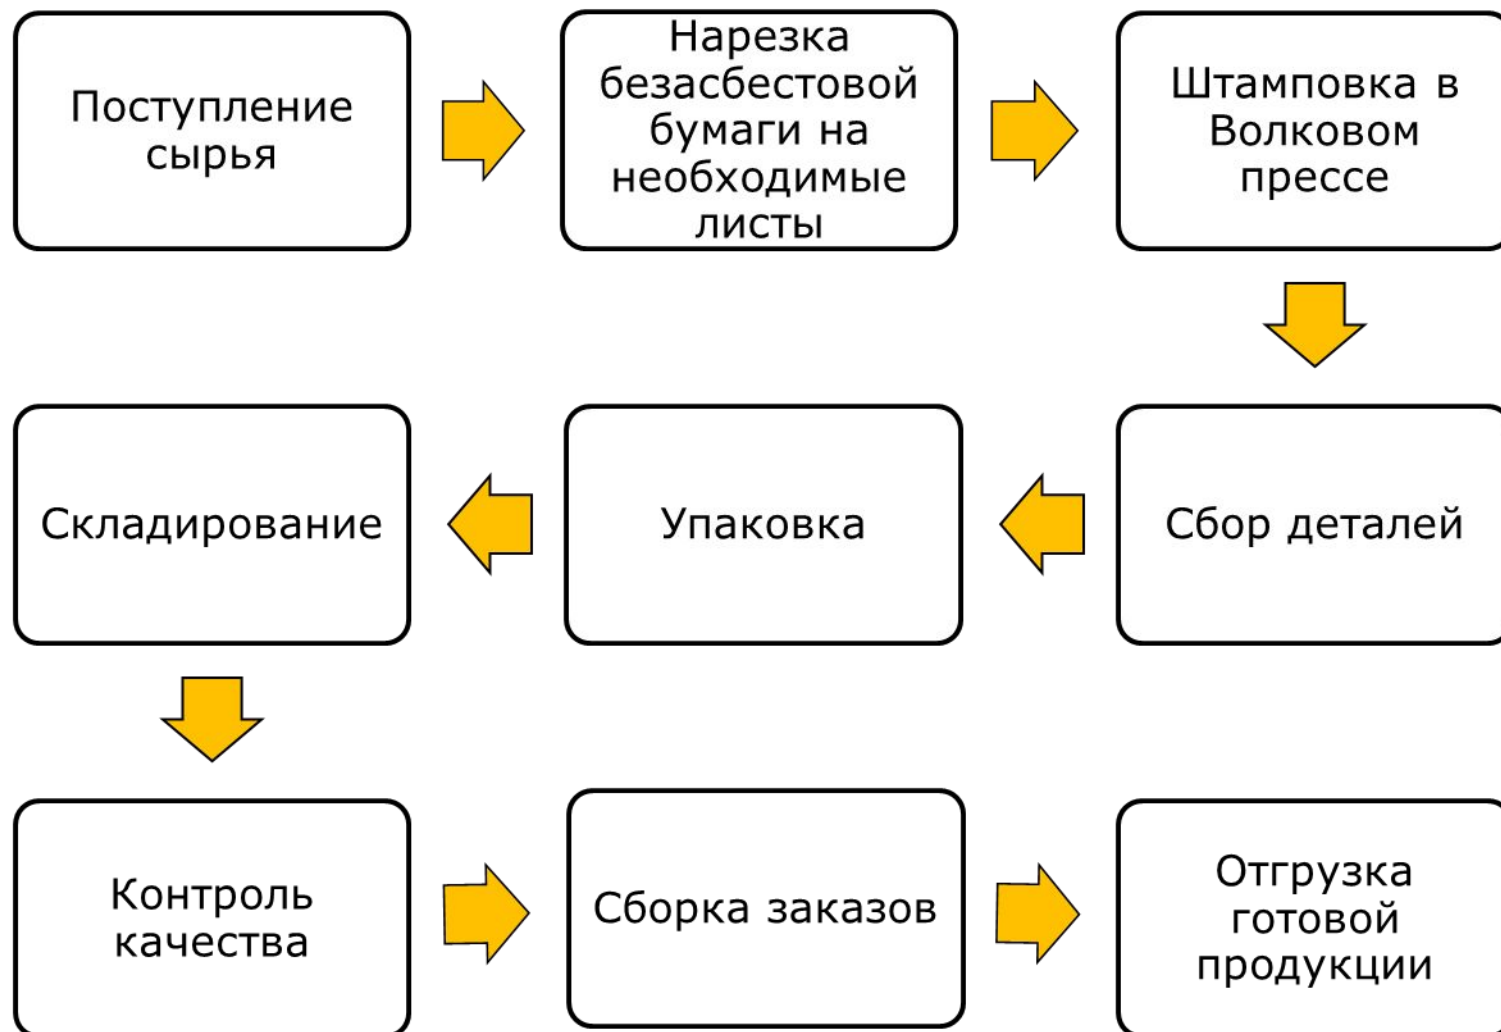 Поступление
сырья
Нарезка
безасбестовой
бумаги на
необходимые
листы
Штамповка в
Волковом
прессе
Сбор деталей
Упаковка
Складирование
Контроль
качества
Сборка заказов
Отгрузка
готовой
продукции